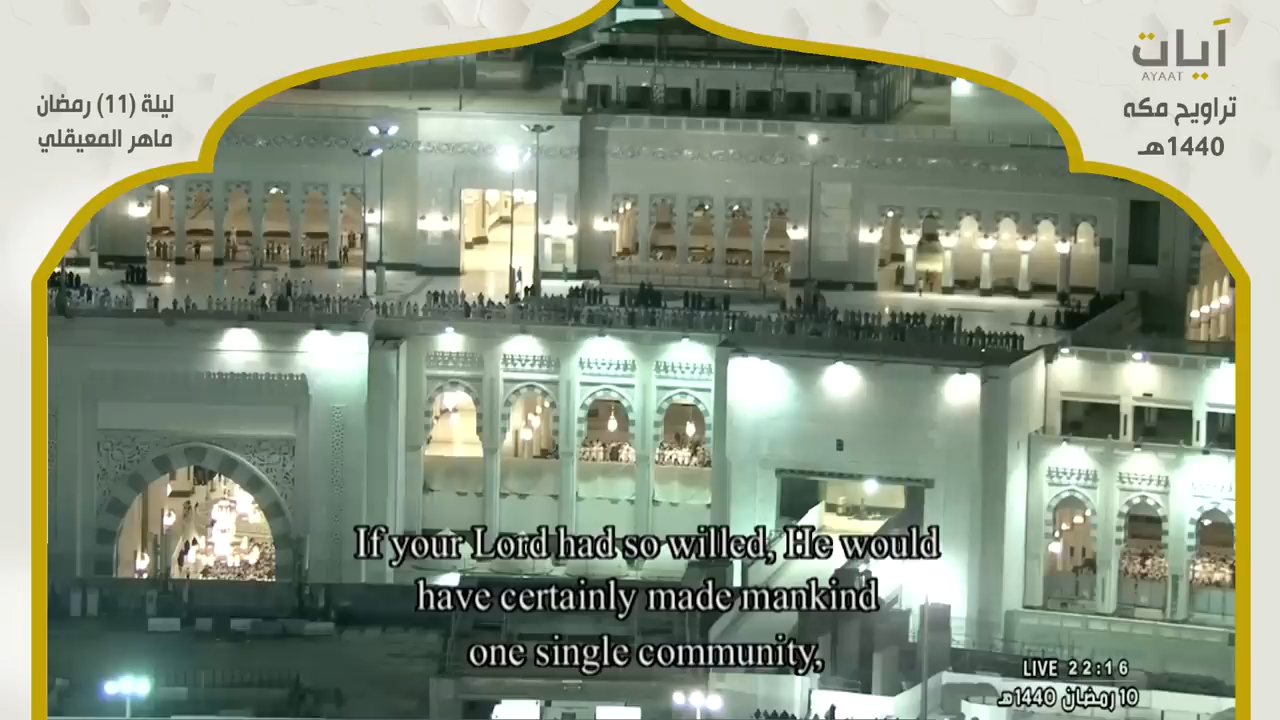 آيات
AYAAT
تراويح مكه
1440هـ
ليلة (11) رمضان
ماهر المعيقلي
If your Lord had so willed, He would
have certainly made mankind
one single community,
LIVE 22:16
10 رمضان 1440هـ